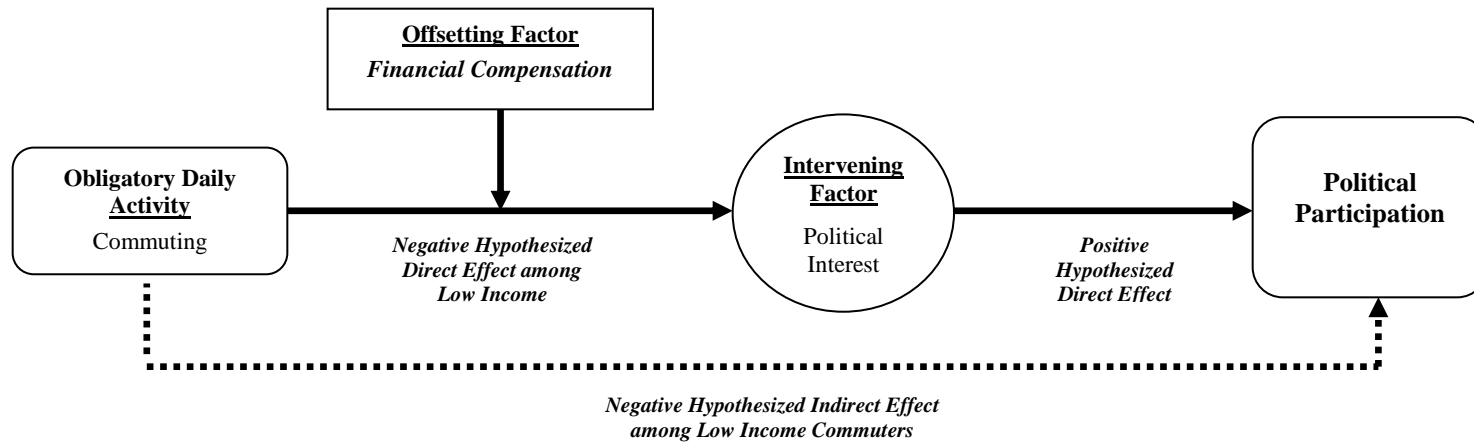 Offsetting Factor
Financial Compensation
Obligatory Daily
Activity
Commuting
Negative Hypothesized
Direct Effect among
Low Income
Intervening
Factor
Political
Interest
Positive
Hypothesized
Direct Effect
Political
Participation
Negative Hypothesized Indirect Effect
among Low Income Commuters